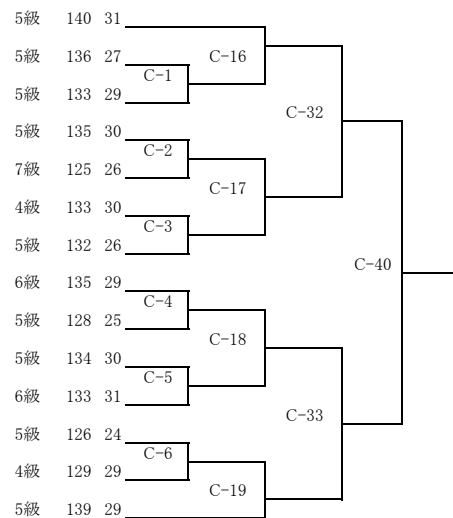 5級 140 31
5級 136 27 C-16
C-1
5級 133 29
C-32
5級 135 30
C-2
7級 125 26
C-17
4級 133 30
C-3
5級 132 26
C-40
6級 135 29
C-4
5級 128 25
C-18
5級 134 30
C-5
6級 133 31
C-33
5級 126 24
C-6
4級 129 29
C-19
5級 139 29